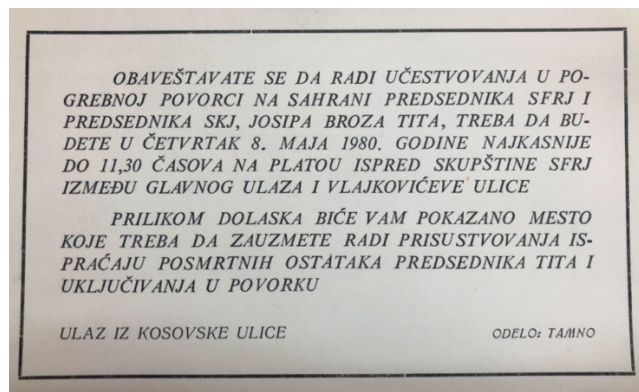 OBAVEŠTAVATE SE DA RADI UČESTVOVANJA U PO-
GREBNOJ POVORCI NA SAHRANI PREDSEDNIKA SFRJ I
PREDSEDNIKA SKJ, JOSIPA BROZA TITA, TREBA DA BU-
DETE U ČETVRTAK 8. MAJA 1980. GODINE NAJKASNIJE
DO 11,30 ČASOVA NA PLATOU ISPRED SKUPŠTINE SFRJ
IZMEĐU GLAVNOG ULAZA I VLAJKOVIĆEVE ULICE
PRILIKOM DOLASKA BIĆE VAM POKAZANO MESTO
KOJE TREBA DA ZAUZMETE RADI PRISUSTVOVANJA IS-
PRAĆAJU POSMRTNIH OSTATAKA PREDSEDNIKA TITA I
UKLJUČIVANJA U POVORKU
ULAZ IZ KOSOVSKE ULICE ODELO: TAMNO